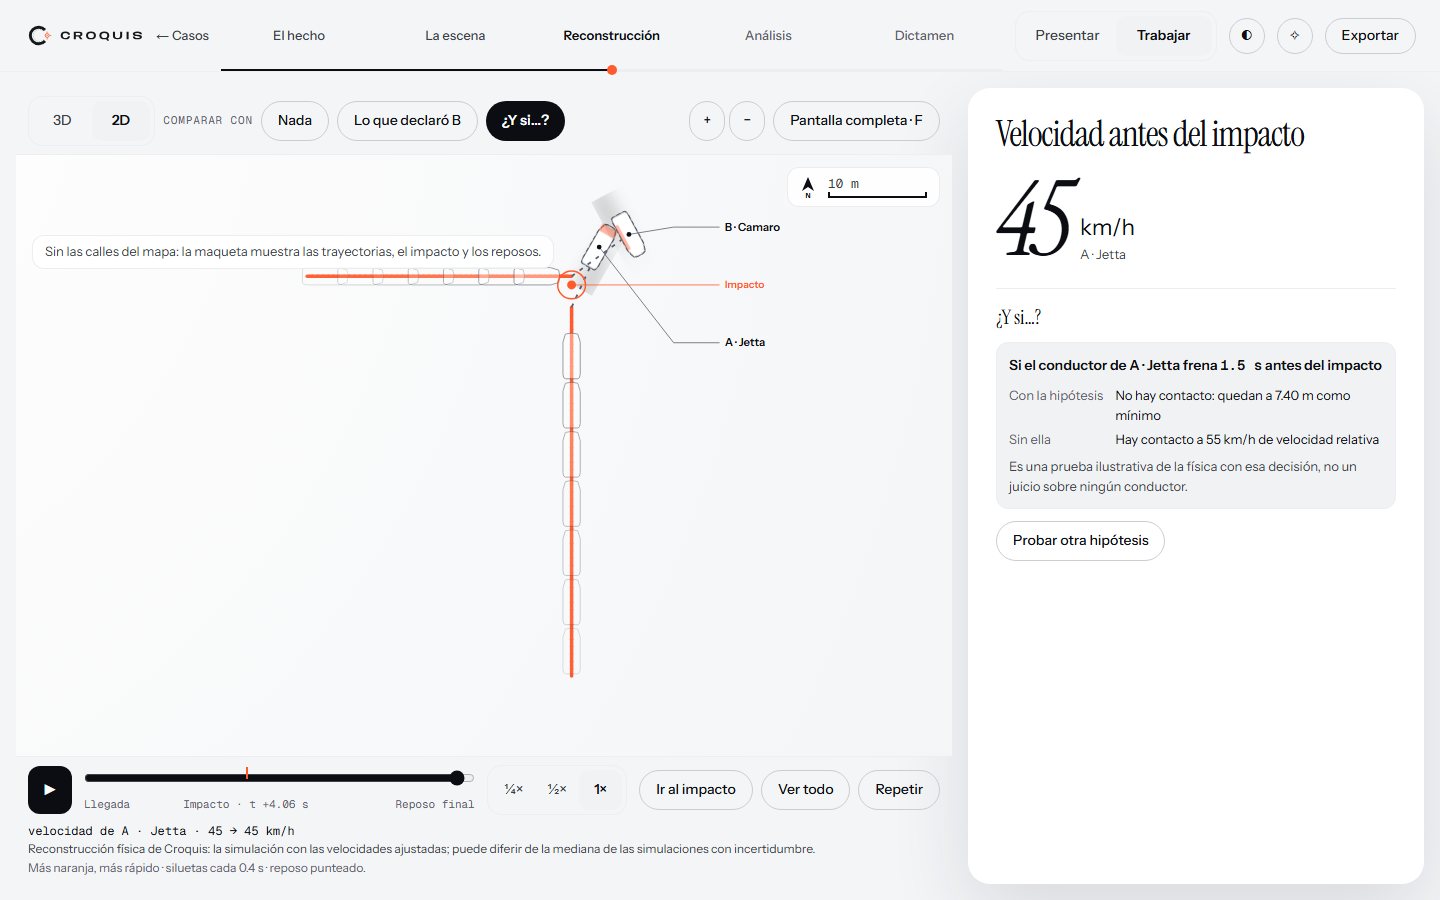 CROQUIS
← Casos
El hecho
La escena
Reconstrucción
Análisis
Dictamen
Presentar
Trabajar
Exportar
3D
2D
COMPARAR CON
Nada
Lo que declaró B
¿Y si…?
+
−
Pantalla completa · F
N
10 m
Sin las calles del mapa: la maqueta muestra las trayectorias, el impacto y los reposos.
B · Camaro
Impacto
A · Jetta
Llegada
Impacto · t +4.06 s
Reposo final
¼×
½×
1×
Ir al impacto
Ver todo
Repetir
velocidad de A · Jetta · 45 → 45 km/h
Reconstrucción física de Croquis: la simulación con las velocidades ajustadas; puede diferir de la mediana de las simulaciones con incertidumbre.
Más naranja, más rápido · siluetas cada 0.4 s · reposo punteado.
Velocidad antes del impacto
45 km/h
A · Jetta
¿Y si…?
Si el conductor de A · Jetta frena 1.5 s antes del impacto
Con la hipótesis
No hay contacto: quedan a 7.40 m como
mínimo
Sin ella
Hay contacto a 55 km/h de velocidad relativa
Es una prueba ilustrativa de la física con esa decisión, no un
juicio sobre ningún conductor.
Probar otra hipótesis